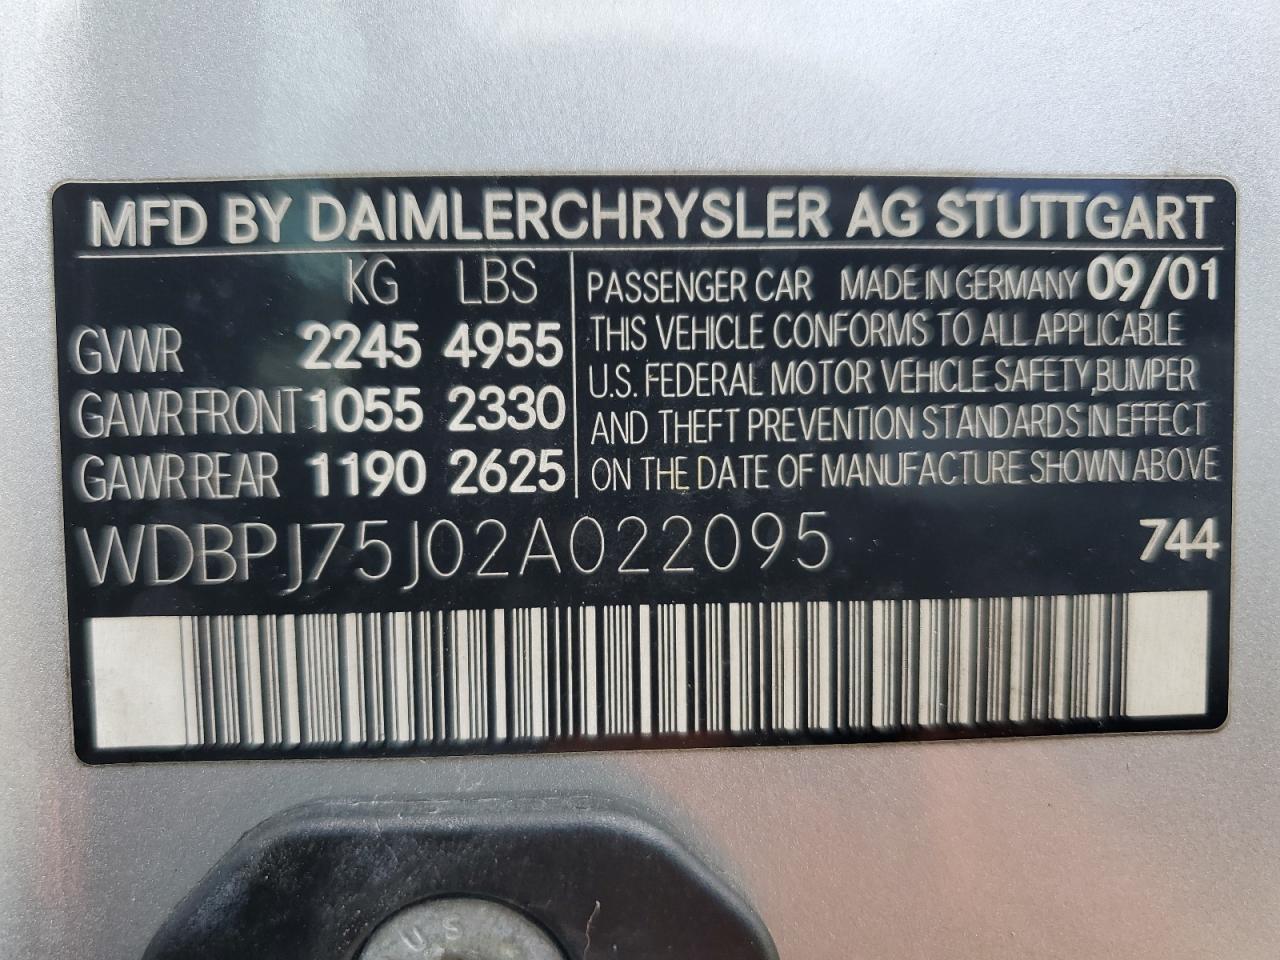 MFD BY DAIMLERCHRYSLER AG STUTTGART
KG LBS
GVWR 2245 4955
GAWR FRONT 1055 2330
GAWR REAR 1190 2625
PASSENGER CAR MADE IN GERMANY 09/01
THIS VEHICLE CONFORMS TO ALL APPLICABLE
U.S. FEDERAL MOTOR VEHICLE SAFETY, BUMPER
AND THEFT PREVENTION STANDARDS IN EFFECT
ON THE DATE OF MANUFACTURE SHOWN ABOVE
WDBPJ75J02A022095 744
US